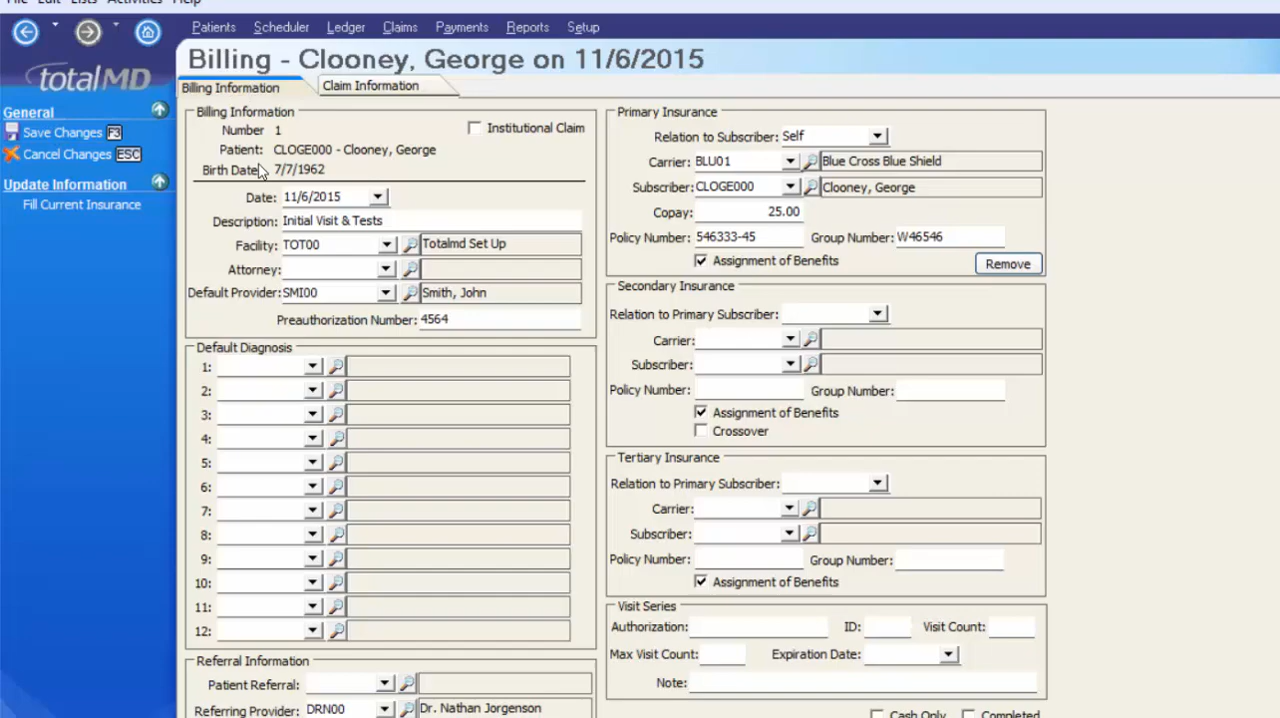 File Edit Lists Activities Help
Patients Scheduler Ledger Claims Payments Reports Setup
totalMD
Billing - Clooney, George on 11/6/2015
Billing Information
Claim Information
General
Save Changes F3
Cancel Changes ESC
Update Information
Fill Current Insurance
Billing Information
Number 1
Institutional Claim
Patient: CLOGE000 - Clooney, George
Birth Date: 7/7/1962
Date: 11/6/2015
Description: Initial Visit & Tests
Facility: TOT00 Totalmd Set Up
Attorney:
Default Provider: SMI00 Smith, John
Preauthorization Number: 4564
Default Diagnosis
1:
2:
3:
4:
5:
6:
7:
8:
9:
10:
11:
12:
Referral Information
Patient Referral:
Referring Provider: DRN00 Dr. Nathan Jorgenson
Primary Insurance
Relation to Subscriber: Self
Carrier: BLU01 Blue Cross Blue Shield
Subscriber: CLOGE000 Clooney, George
Copay: 25.00
Policy Number: 546333-45 Group Number: W46546
Assignment of Benefits
Remove
Secondary Insurance
Relation to Primary Subscriber:
Carrier:
Subscriber:
Policy Number: Group Number:
Assignment of Benefits
Crossover
Tertiary Insurance
Relation to Primary Subscriber:
Carrier:
Subscriber:
Policy Number: Group Number:
Assignment of Benefits
Visit Series
Authorization: ID: Visit Count:
Max Visit Count: Expiration Date:
Note:
Cash Only Completed